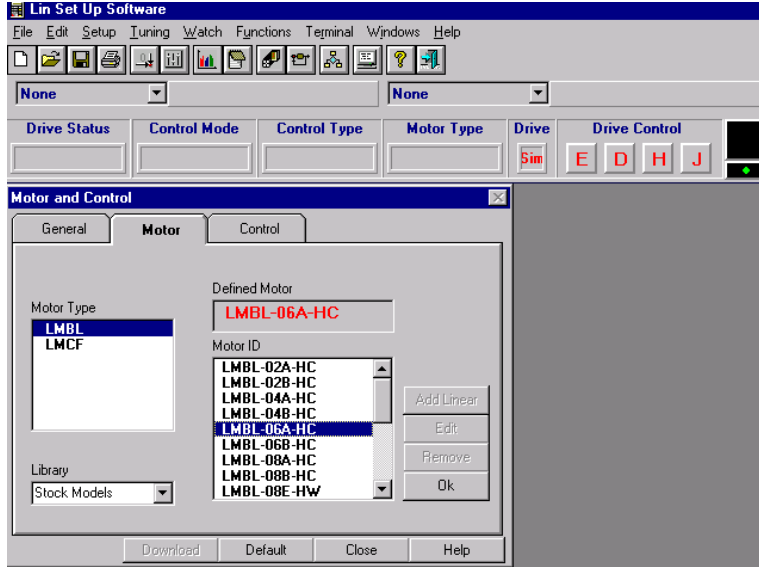 Lin Set Up Software
File Edit Setup Tuning Watch Functions Terminal Windows Help
None None
Drive Status Control Mode Control Type Motor Type Drive Drive Control
Sim E D H J
Motor and Control
General Motor Control
Defined Motor
LMBL-06A-HC
Motor Type
LMBL
LMCF
Motor ID
LMBL-02A-HC
LMBL-02B-HC
LMBL-04A-HC
LMBL-04B-HC
LMBL-06A-HC
LMBL-06B-HC
LMBL-08A-HC
LMBL-08B-HC
LMBL-08E-HW
Add Linear
Edit
Remove
Ok
Library
Stock Models
Download Default Close Help